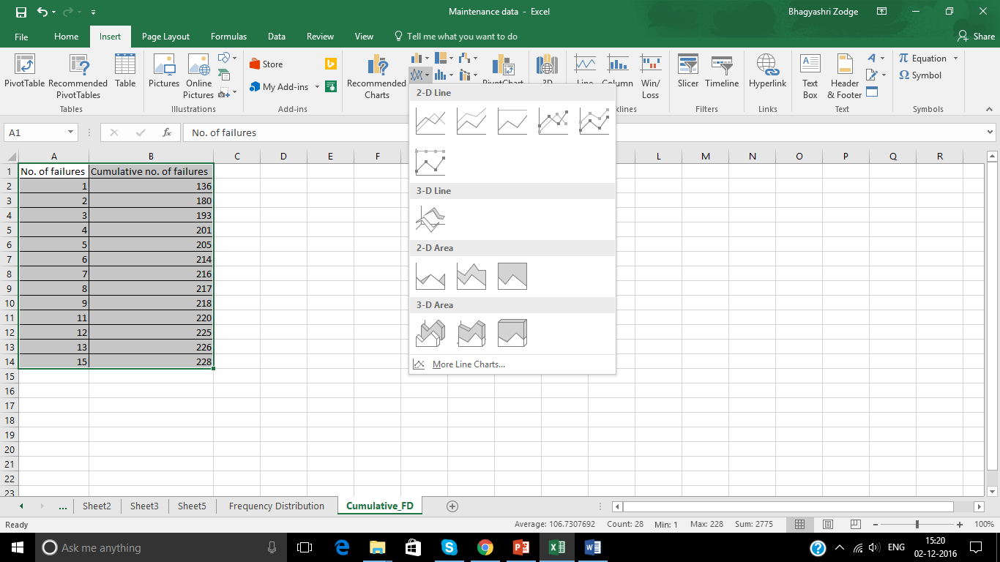 Maintenance data - Excel
Bhagyashri Zodge
File Home Insert Page Layout Formulas Data Review View Tell me what you want to do Share
PivotTable Recommended PivotTables Table
Tables
Pictures Online Pictures
Illustrations
Store
My Add-ins
Add-ins
Recommended Charts
PivotChart
3D
Line Column Win/Loss
klines
Slicer Timeline
Filters
Hyperlink
Links
Text Box Header & Footer
Text
Equation
Symbol
Symbols
A1 fx No. of failures
A B C D E F L M N O P Q R
1 No. of failures Cumulative no. of failures
2 1 136
3 2 180
4 3 193
5 4 201
6 5 205
7 6 214
8 7 216
9 8 217
10 9 218
11 11 220
12 12 225
13 13 226
14 15 228
15
16
17
18
19
20
21
22
23
2-D Line
3-D Line
2-D Area
3-D Area
More Line Charts...
... Sheet2 Sheet3 Sheet5 Frequency Distribution Cumulative_FD
Ready Average: 106.7307692 Count: 28 Min: 1 Max: 228 Sum: 2775 100%
Ask me anything
ENG 15:20
02-12-2016